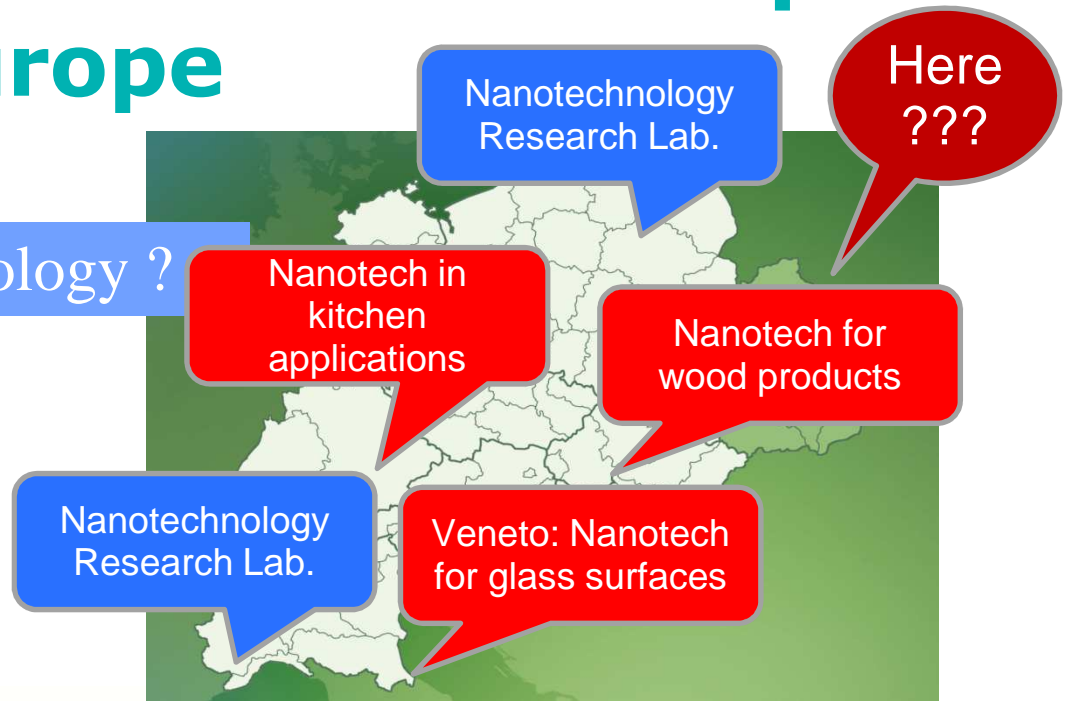 urope
Nanotechnology
Research Lab.
Here
???
ology ?
Nanotech in
kitchen
applications
Nanotech for
wood products
Nanotechnology
Research Lab.
Veneto: Nanotech
for glass surfaces